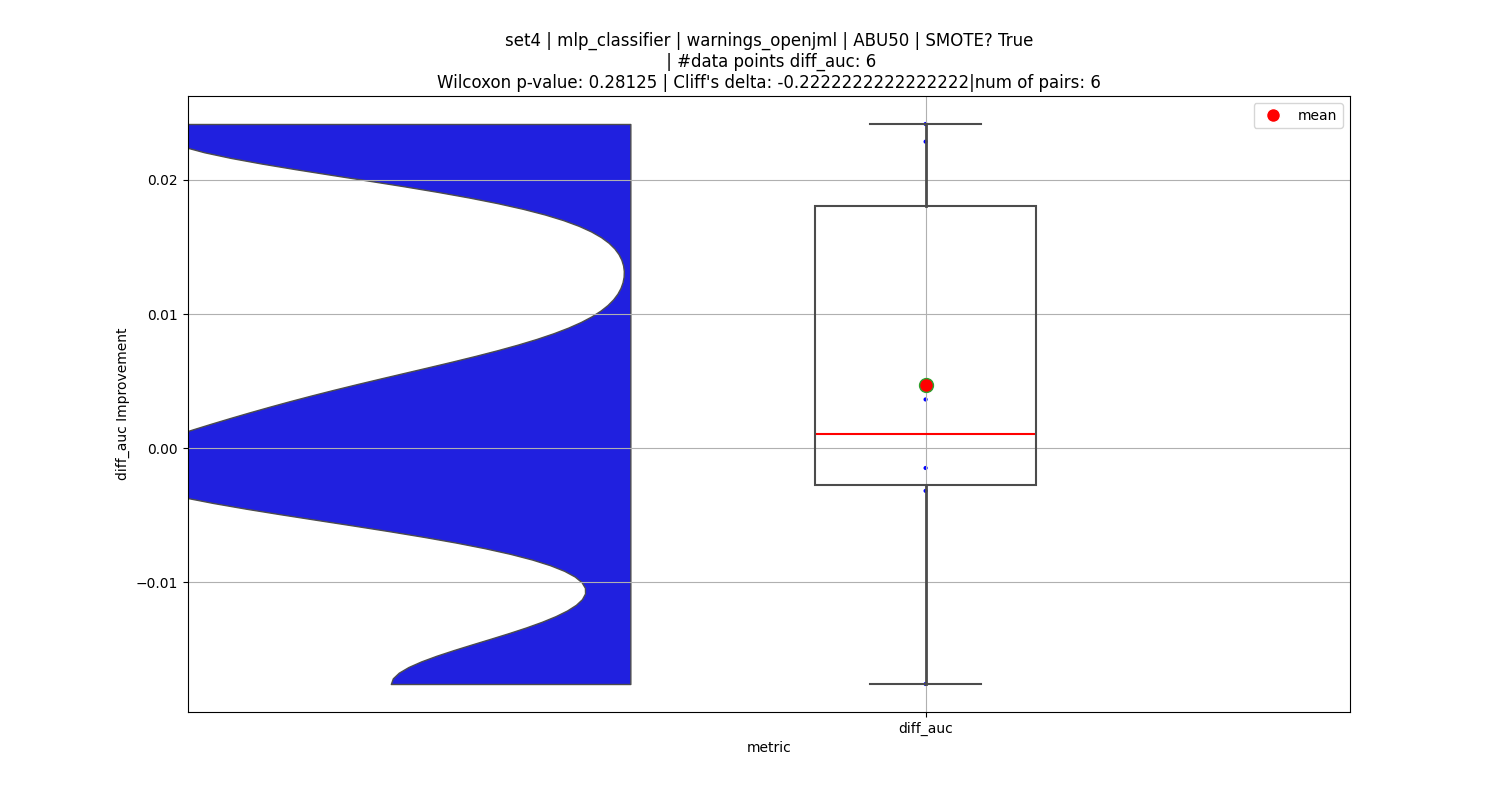 set4 | mlp_classifier | warnings_openjml | ABU50 | SMOTE? True
| #data points diff_auc: 6
Wilcoxon p-value: 0.28125 | Cliff's delta: -0.2222222222222222|num of pairs: 6
mean
0.02
0.01
0.00
−0.01
diff_auc Improvement
diff_auc
metric